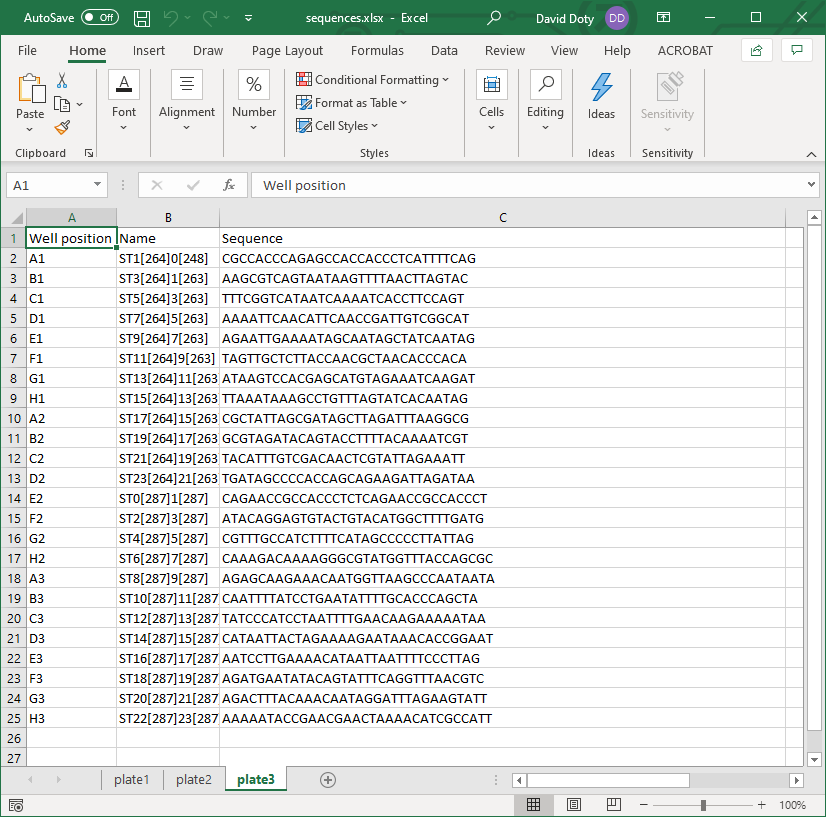 AutoSave Off sequences.xlsx - Excel David Doty DD
File Home Insert Draw Page Layout Formulas Data Review View Help ACROBAT
Paste Font Alignment Number Conditional Formatting Format as Table Cell Styles Cells Editing Ideas Sensitivity
Clipboard Styles Ideas Sensitivity
A1 fx Well position
A B C
1 Well position Name Sequence
2 A1 ST1[264]0[248] CGCCACCCAGAGCCACCACCCTCATTTTCAG
3 B1 ST3[264]1[263] AAGCGTCAGTAATAAGTTTTAACTTAGTAC
4 C1 ST5[264]3[263] TTTCGGTCATAATCAAAATCACCTTCCAGT
5 D1 ST7[264]5[263] AAAATTCAACATTCAACCGATTGTCGGCAT
6 E1 ST9[264]7[263] AGAATTGAAAATAGCAATAGCTATCAATAG
7 F1 ST11[264]9[263] TAGTTGCTCTTACCAACGCTAACACCCACA
8 G1 ST13[264]11[263 ATAAGTCCACGAGCATGTAGAAATCAAGAT
9 H1 ST15[264]13[263 TTAAATAAAGCCTGTTTAGTATCACAATAG
10 A2 ST17[264]15[263 CGCTATTAGCGATAGCTTAGATTTAAGGCG
11 B2 ST19[264]17[263 GCGTAGATACAGTACCTTTTACAAAATCGT
12 C2 ST21[264]19[263 TACATTTGTCGACAACTCGTATTAGAAATT
13 D2 ST23[264]21[263 TGATAGCCCCACCAGCAGAAGATTAGATAA
14 E2 ST0[287]1[287] CAGAACCGCCACCCTCTCAGAACCGCCACCCT
15 F2 ST2[287]3[287] ATACAGGAGTGTACTGTACATGGCTTTTGATG
16 G2 ST4[287]5[287] CGTTTGCCATCTTTTCATAGCCCCCTTATTAG
17 H2 ST6[287]7[287] CAAAGACAAAAGGGCGTATGGTTTACCAGCGC
18 A3 ST8[287]9[287] AGAGCAAGAAACAATGGTTAAGCCCAATAATA
19 B3 ST10[287]11[287 CAATTTTATCCTGAATATTTTGCACCCAGCTA
20 C3 ST12[287]13[287 TATCCCATCCTAATTTTGAACAAGAAAAATAA
21 D3 ST14[287]15[287 CATAATTACTAGAAAAGAATAAACACCGGAAT
22 E3 ST16[287]17[287 AATCCTTGAAAACATAATTAATTTTCCCTTAG
23 F3 ST18[287]19[287 AGATGAATATACAGTATTTCAGGTTTAACGTC
24 G3 ST20[287]21[287 AGACTTTACAAACAATAGGATTTAGAAGTATT
25 H3 ST22[287]23[287 AAAAATACCGAACGAACTAAAACATCGCCATT
26
27
plate1 plate2 plate3
100%